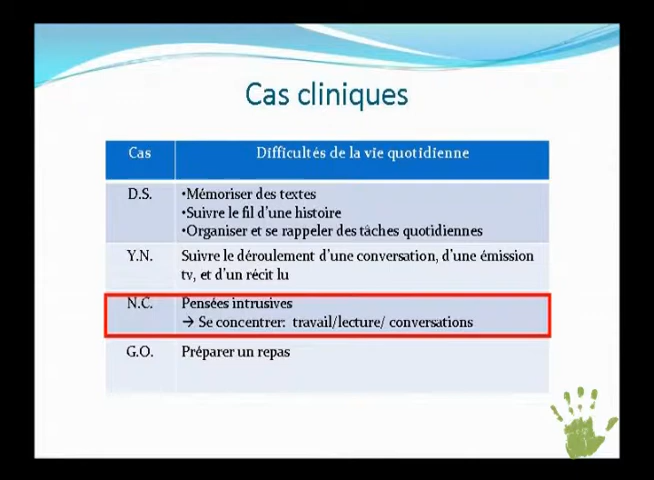 Cas cliniques
Cas Difficultés de la vie quotidienne
D.S. •Mémoriser des textes
•Suivre le fil d'une histoire
•Organiser et se rappeler des tâches quotidiennes
Y.N. Suivre le déroulement d'une conversation, d'une émission
tv, et d'un récit lu
N.C. Pensées intrusives
→ Se concentrer: travail/lecture/ conversations
G.O. Préparer un repas